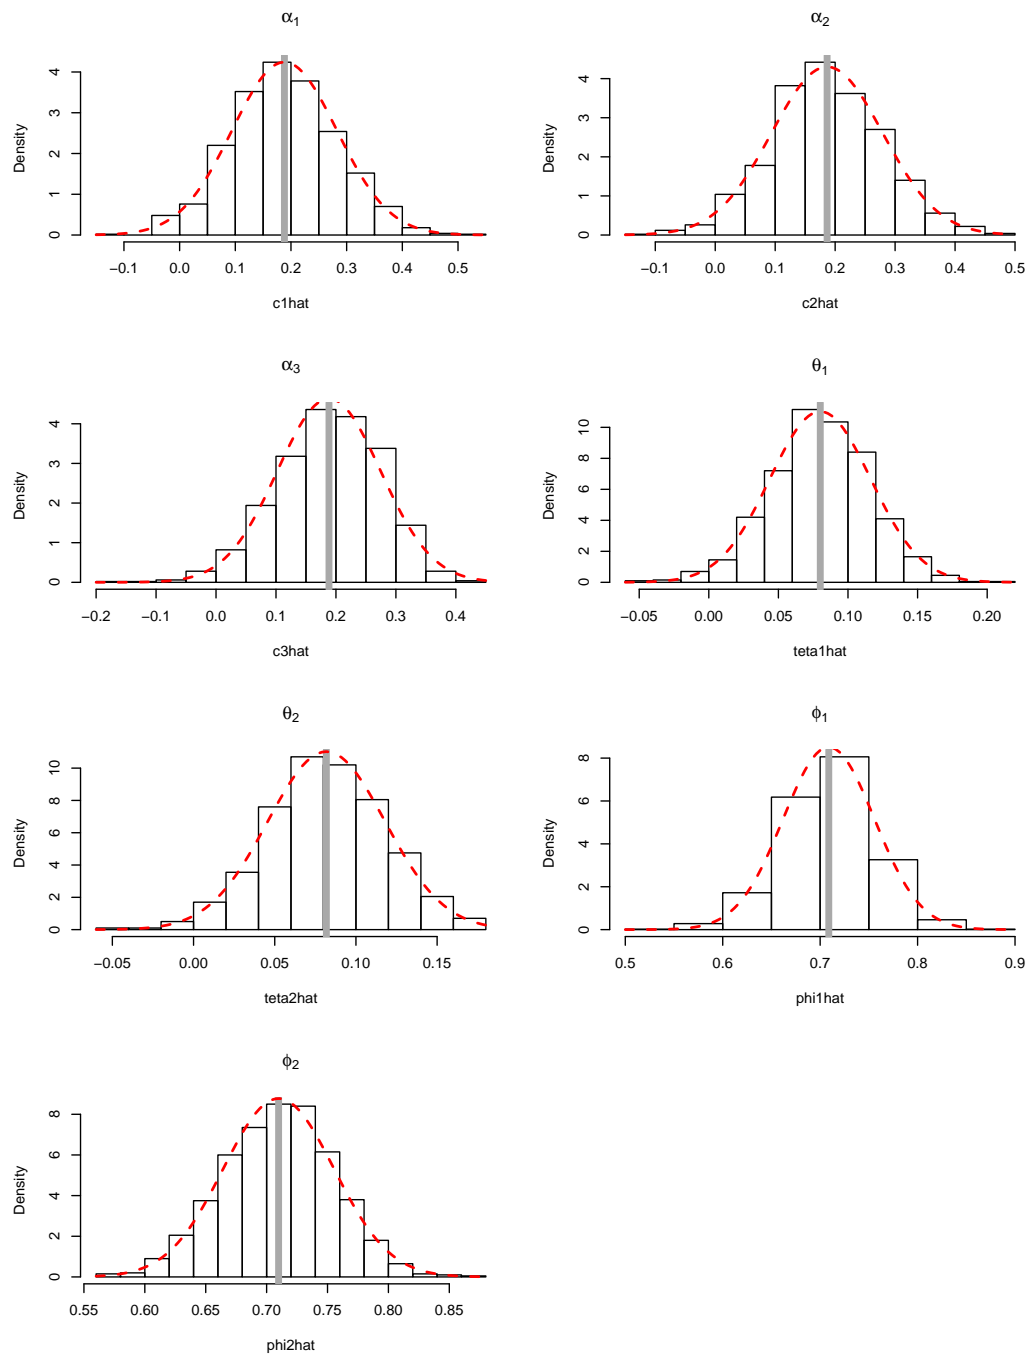 α1
α2
Density
0 1 2 3 4
−0.1 0.0 0.1 0.2 0.3 0.4 0.5
c1hat
Density
0 1 2 3 4
−0.1 0.0 0.1 0.2 0.3 0.4 0.5
c2hat
α3
θ1
Density
0 1 2 3 4
−0.2 −0.1 0.0 0.1 0.2 0.3 0.4
c3hat
Density
0 2 4 6 8 10
−0.05 0.00 0.05 0.10 0.15 0.20
teta1hat
θ2
ϕ1
Density
0 2 4 6 8 10
−0.05 0.00 0.05 0.10 0.15
teta2hat
Density
0 2 4 6 8
0.5 0.6 0.7 0.8 0.9
phi1hat
ϕ2
Density
0 2 4 6 8
0.55 0.60 0.65 0.70 0.75 0.80 0.85
phi2hat